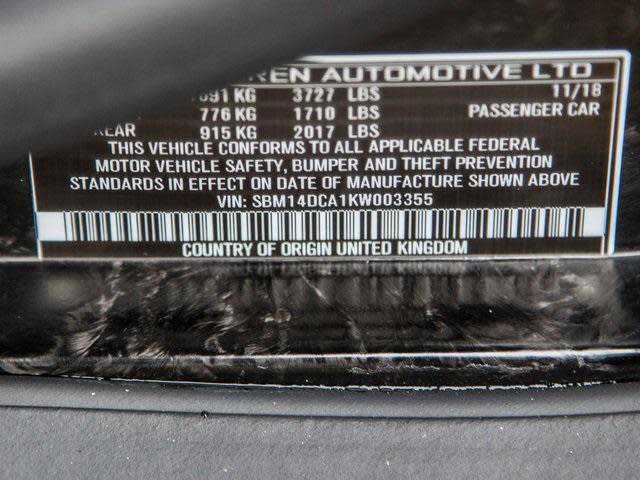 REN AUTOMOTIVE LTD
KG 3727 LBS 11/18
776 KG 1710 LBS PASSENGER CAR
REAR 915 KG 2017 LBS
THIS VEHICLE CONFORMS TO ALL APPLICABLE FEDERAL
MOTOR VEHICLE SAFETY, BUMPER AND THEFT PREVENTION
STANDARDS IN EFFECT ON DATE OF MANUFACTURE SHOWN ABOVE
VIN: SBM14DCA1KW003355
COUNTRY OF ORIGIN UNITED KINGDOM